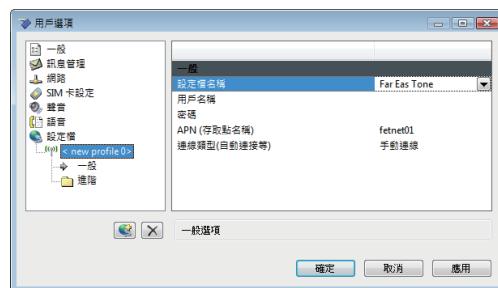 用戶選項
一般
訊息管理
網路
SIM 卡設定
聲音
語音
設定檔
< new profile 0>
一般
進階
一般
設定檔名稱 Far Eas Tone
用戶名稱
密碼
APN (存取點名稱) fetnet01
連線類型(自動連接等) 手動連線
一般選項
確定 取消 應用